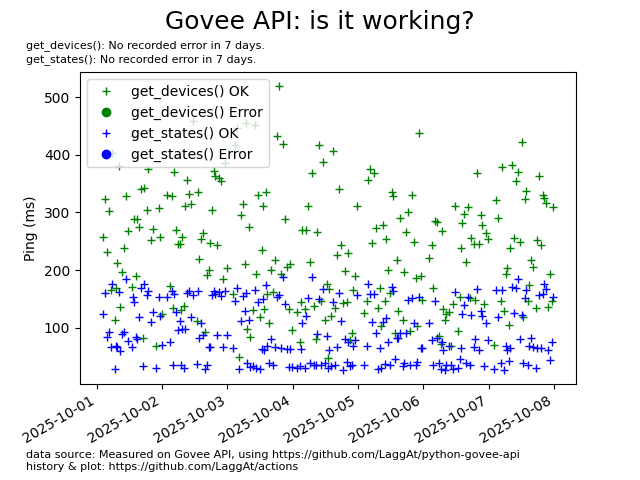 Govee API: is it working?
get_devices(): No recorded error in 7 days.
get_states(): No recorded error in 7 days.
get_devices() OK
get_devices() Error
get_states() OK
get_states() Error
Ping (ms)
500
400
300
200
100
2025-10-01
2025-10-02
2025-10-03
2025-10-04
2025-10-05
2025-10-06
2025-10-07
2025-10-08
data source: Measured on Govee API, using https://github.com/LaggAt/python-govee-api
history & plot: https://github.com/LaggAt/actions